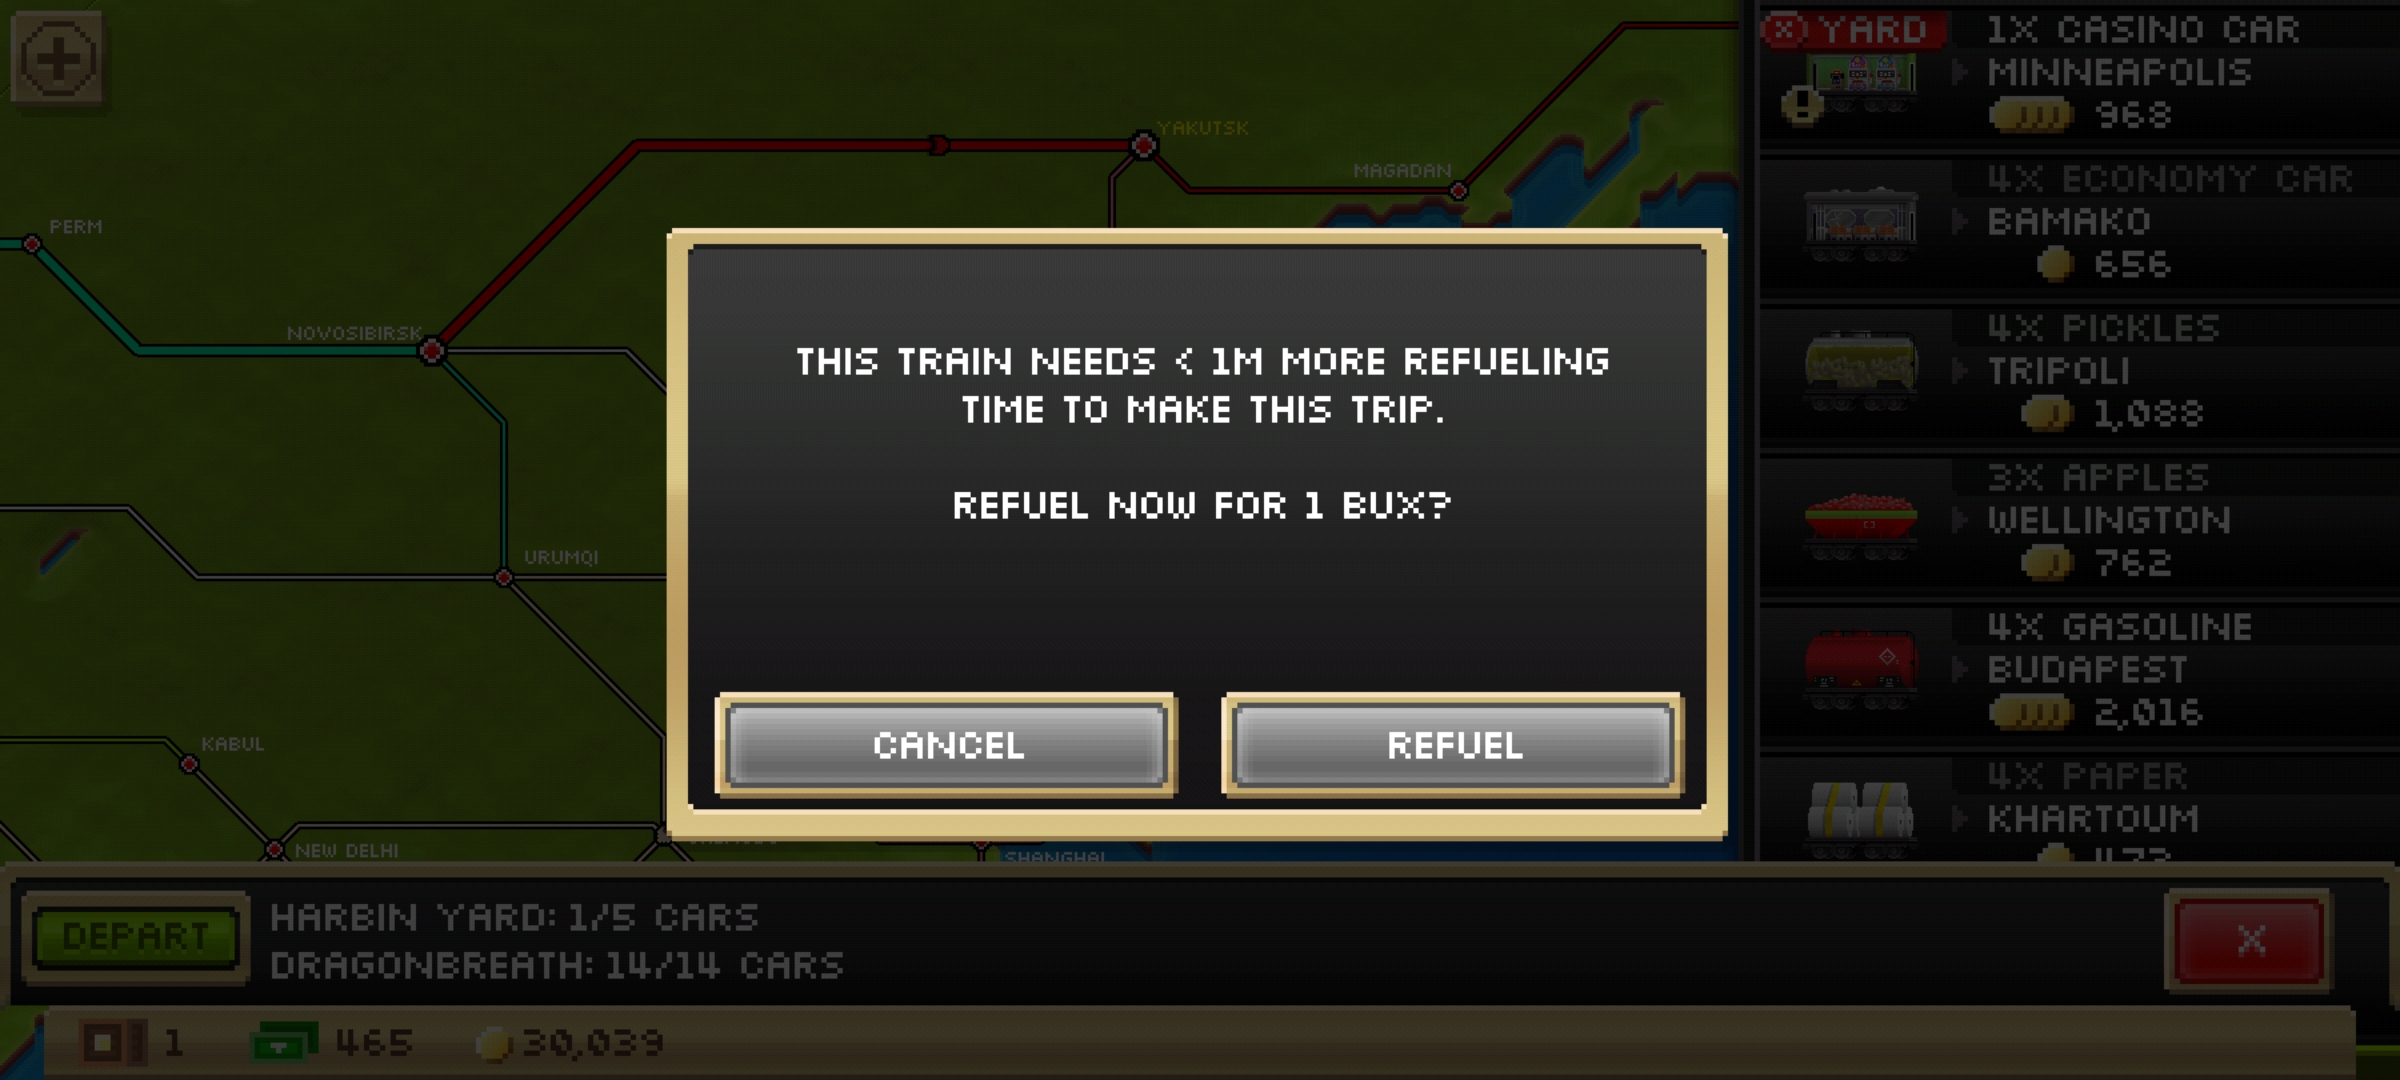 YARD
1X CASINO CAR
MINNEAPOLIS
968
4X ECONOMY CAR
BAMAKO
656
4X PICKLES
TRIPOLI
1,088
3X APPLES
WELLINGTON
762
4X GASOLINE
BUDAPEST
2,016
4X PAPER
KHARTOUM
YAKUTSK
MAGADAN
PERM
NOVOSIBIRSK
URUMQI
KABUL
NEW DELHI
SHANGHAI
THIS TRAIN NEEDS < 1M MORE REFUELING
TIME TO MAKE THIS TRIP.
REFUEL NOW FOR 1 BUX?
CANCEL
REFUEL
DEPART
HARBIN YARD: 1/5 CARS
DRAGONBREATH: 14/14 CARS
X
1
465
30,039